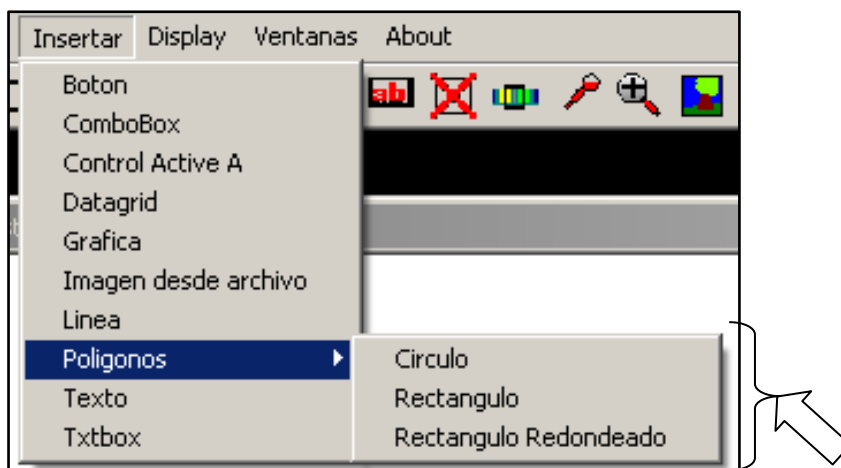 Insertar Display Ventanas About
ab
Boton
ComboBox
Control Active A
Datagrid
Grafica
Imagen desde archivo
Linea
Poligonos
Circulo
Texto
Rectangulo
Txtbox
Rectangulo Redondeado